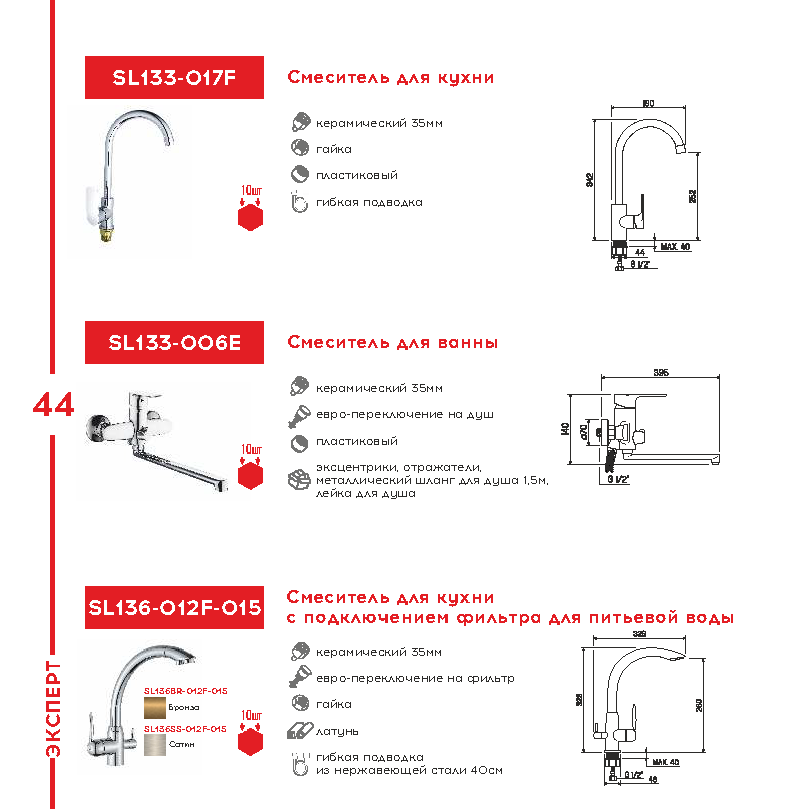 SL133-017F
Смеситель для кухни
керамический 35мм
гайка
пластиковый
гибкая подводка
10шт
190
342
252
MAX. 40
44
G 1/2"
SL133-006E
Смеситель для ванны
44
керамический 35мм
евро-переключение на душ
пластиковый
эксцентрики, отражатели,
металлический шланг для душа 1,5м,
лейка для душа
10шт
395
140
ø70
G 1/2"
SL136-012F-015
Смеситель для кухни
с подключением фильтра для питьевой воды
керамический 35мм
евро-переключение на фильтр
гайка
латунь
гибкая подводка
из нержавеющей стали 40см
SL136BR-012F-015
Бронза
SL136SS-012F-015
Сатин
10шт
MAX. 40
G 1/2"
48
ЭКСПЕРТ